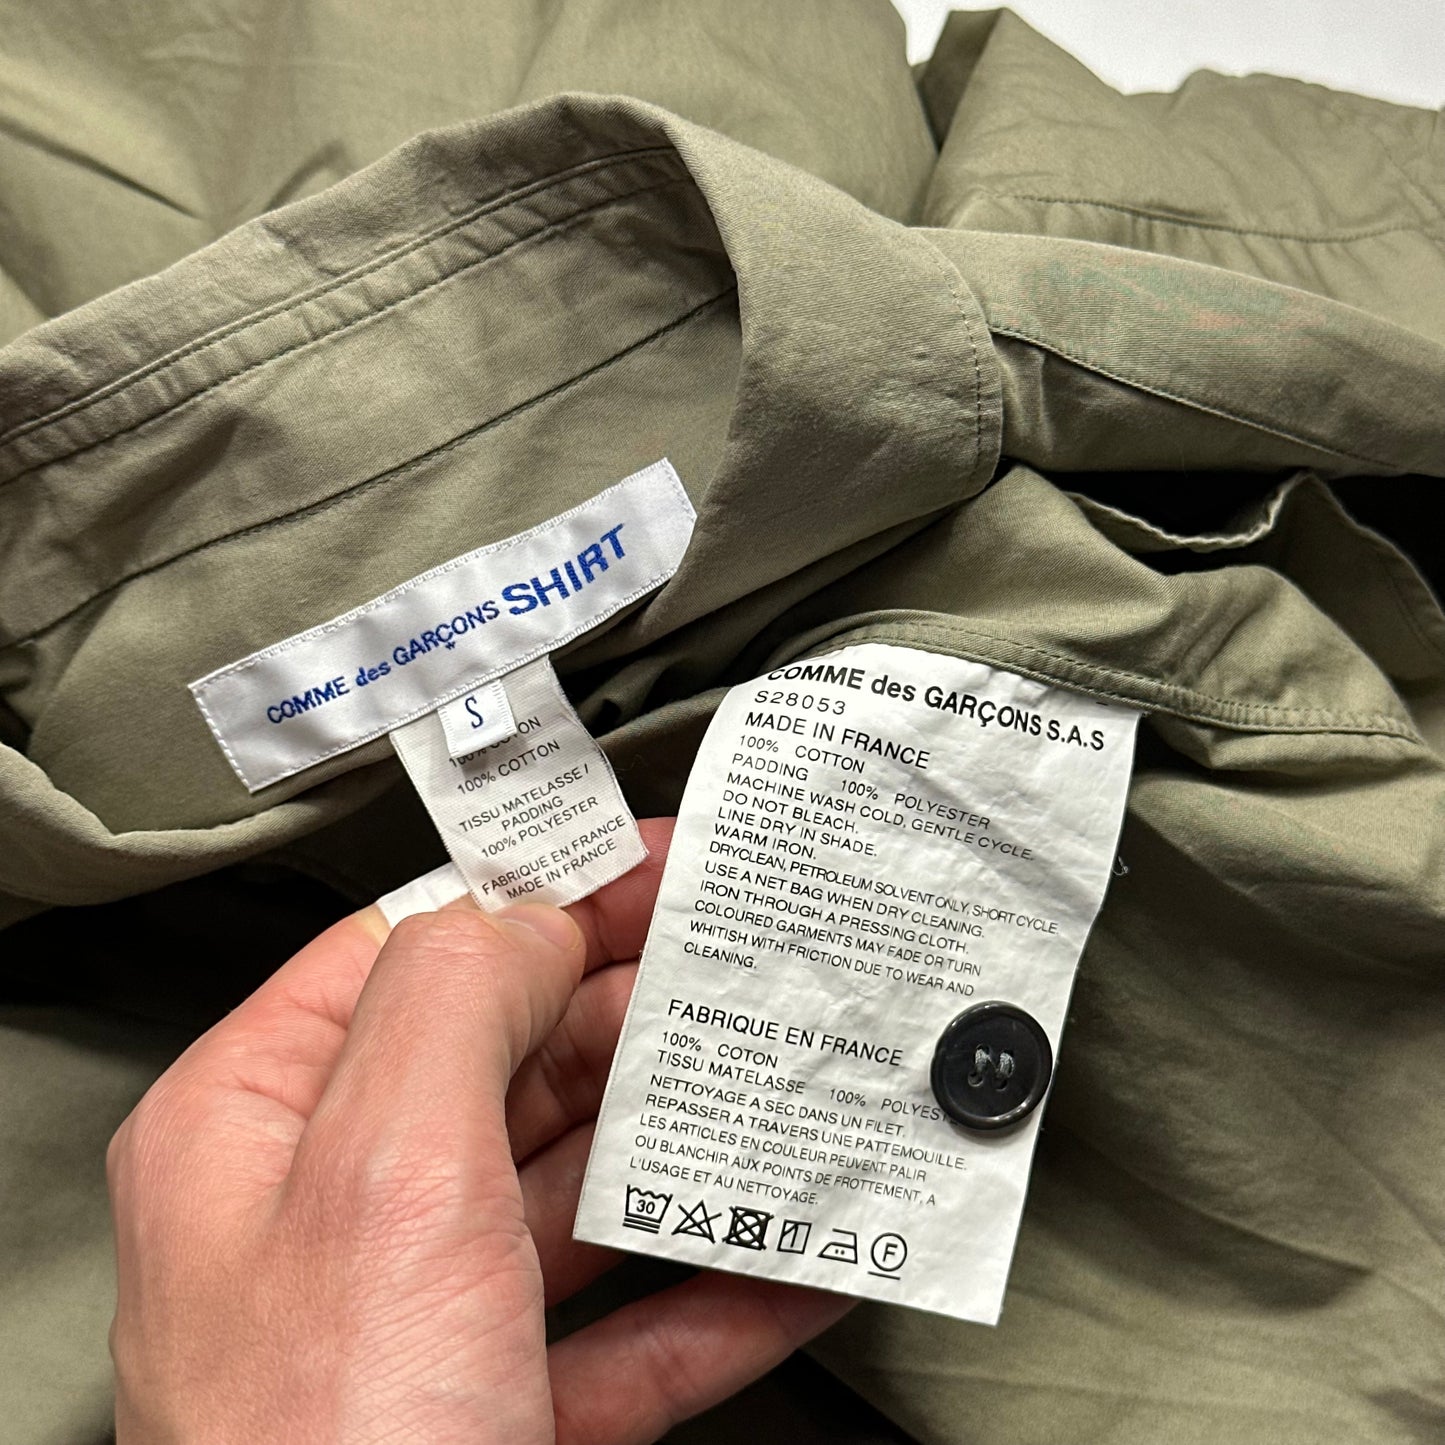 COMME des GARÇONS SHIRT
S
100% COTON
100% COTTON
TISSU MATELASSE /
PADDING
100% POLYESTER
FABRIQUE EN FRANCE
MADE IN FRANCE
COMME des GARÇONS S.A.S
S28053
MADE IN FRANCE
100% COTTON
PADDING 100% POLYESTER
MACHINE WASH COLD, GENTLE CYCLE.
DO NOT BLEACH.
LINE DRY IN SHADE.
WARM IRON.
DRYCLEAN, PETROLEUM SOLVENT ONLY, SHORT CYCLE.
USE A NET BAG WHEN DRY CLEANING.
IRON THROUGH A PRESSING CLOTH.
COLOURED GARMENTS MAY FADE OR TURN
WHITISH WITH FRICTION DUE TO WEAR AND
CLEANING.
FABRIQUE EN FRANCE
100% COTON
TISSU MATELASSE 100% POLYESTE
NETTOYAGE A SEC DANS UN FILET.
REPASSER A TRAVERS UNE PATTEMOUILLE.
LES ARTICLES EN COULEUR PEUVENT PALIR
OU BLANCHIR AUX POINTS DE FROTTEMENT, A
L'USAGE ET AU NETTOYAGE.
30 F